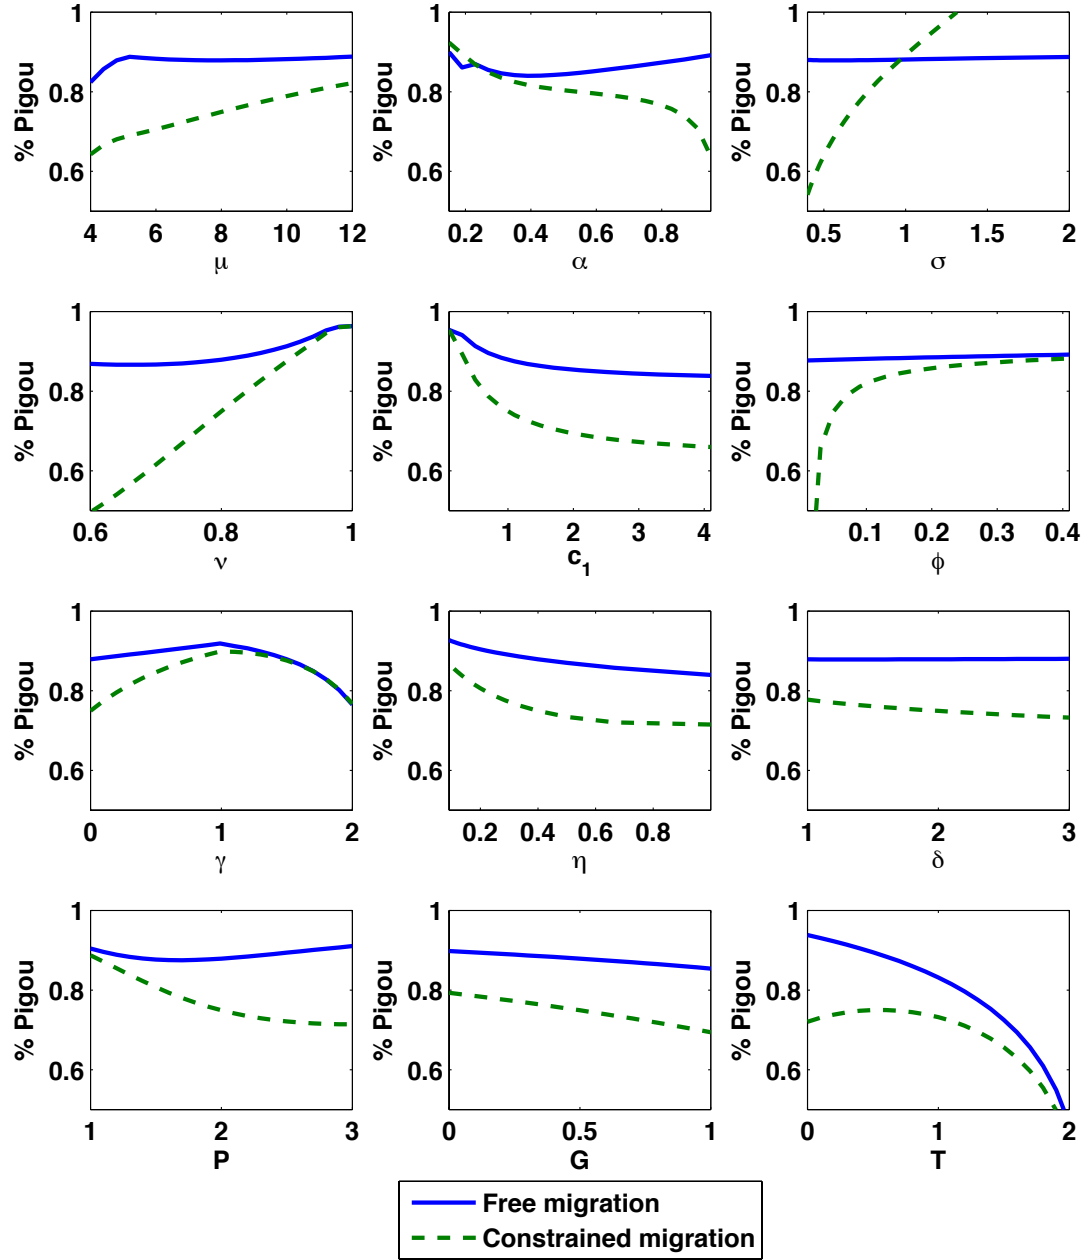 1 1 1
% Pigou % Pigou % Pigou
0.8 0.8 0.8
0.6 0.6 0.6
4 6 8 10 12 0.2 0.4 0.6 0.8 0.5 1 1.5 2
μ α σ
1 1 1
% Pigou % Pigou % Pigou
0.8 0.8 0.8
0.6 0.6 0.6
0.6 0.8 1 1 2 3 4 0.1 0.2 0.3 0.4
ν c1 ϕ
1 1 1
% Pigou % Pigou % Pigou
0.8 0.8 0.8
0.6 0.6 0.6
0 1 2 0.2 0.4 0.6 0.8 1 2 3
γ η δ
1 1 1
% Pigou % Pigou % Pigou
0.8 0.8 0.8
0.6 0.6 0.6
1 2 3 0 0.5 1 0 1 2
P G T
Free migration
Constrained migration